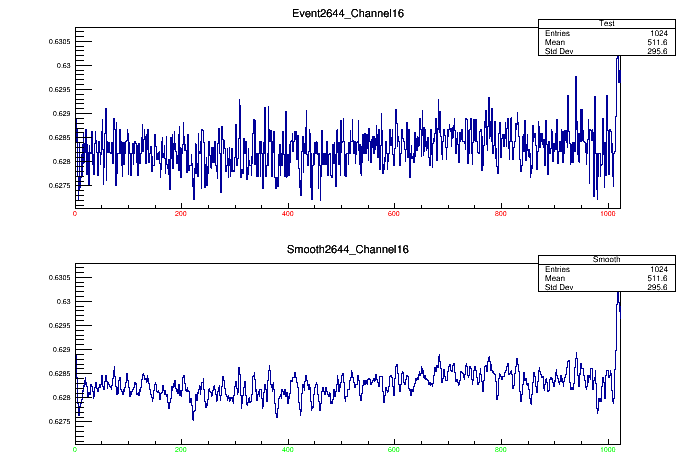 Event2644_Channel16
Test
Entries 1024
Mean 511.6
Std Dev 295.6
0.6305
0.63
0.6295
0.629
0.6285
0.628
0.6275
0 200 400 600 800 1000
Smooth2644_Channel16
Smooth
Entries 1024
Mean 511.6
Std Dev 295.6
0.6305
0.63
0.6295
0.629
0.6285
0.628
0.6275
0 200 400 600 800 1000